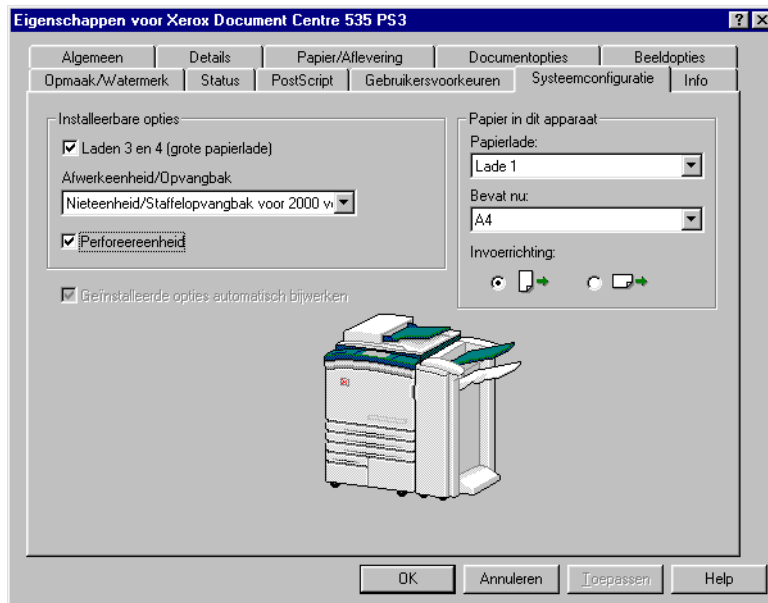 Eigenschappen voor Xerox Document Centre 535 PS3
Algemeen
Details
Papier/Aflevering
Documentopties
Beeldopties
Opmaak/Watermerk
Status
PostScript
Gebruikersvoorkeuren
Systeemconfiguratie
Info
Installeerbare opties
Laden 3 en 4 (grote papierlade)
Afwerkeenheid/Opvangbak
Nieteenheid/Staffelopvangbak voor 2000
Perforeereenheid
Geïnstalleerde opties automatisch bijwerken
Papier in dit apparaat
Papierlade:
Lade 1
Bevat nu:
A4
Invoerrichting:
OK
Annuleren
Toepassen
Help